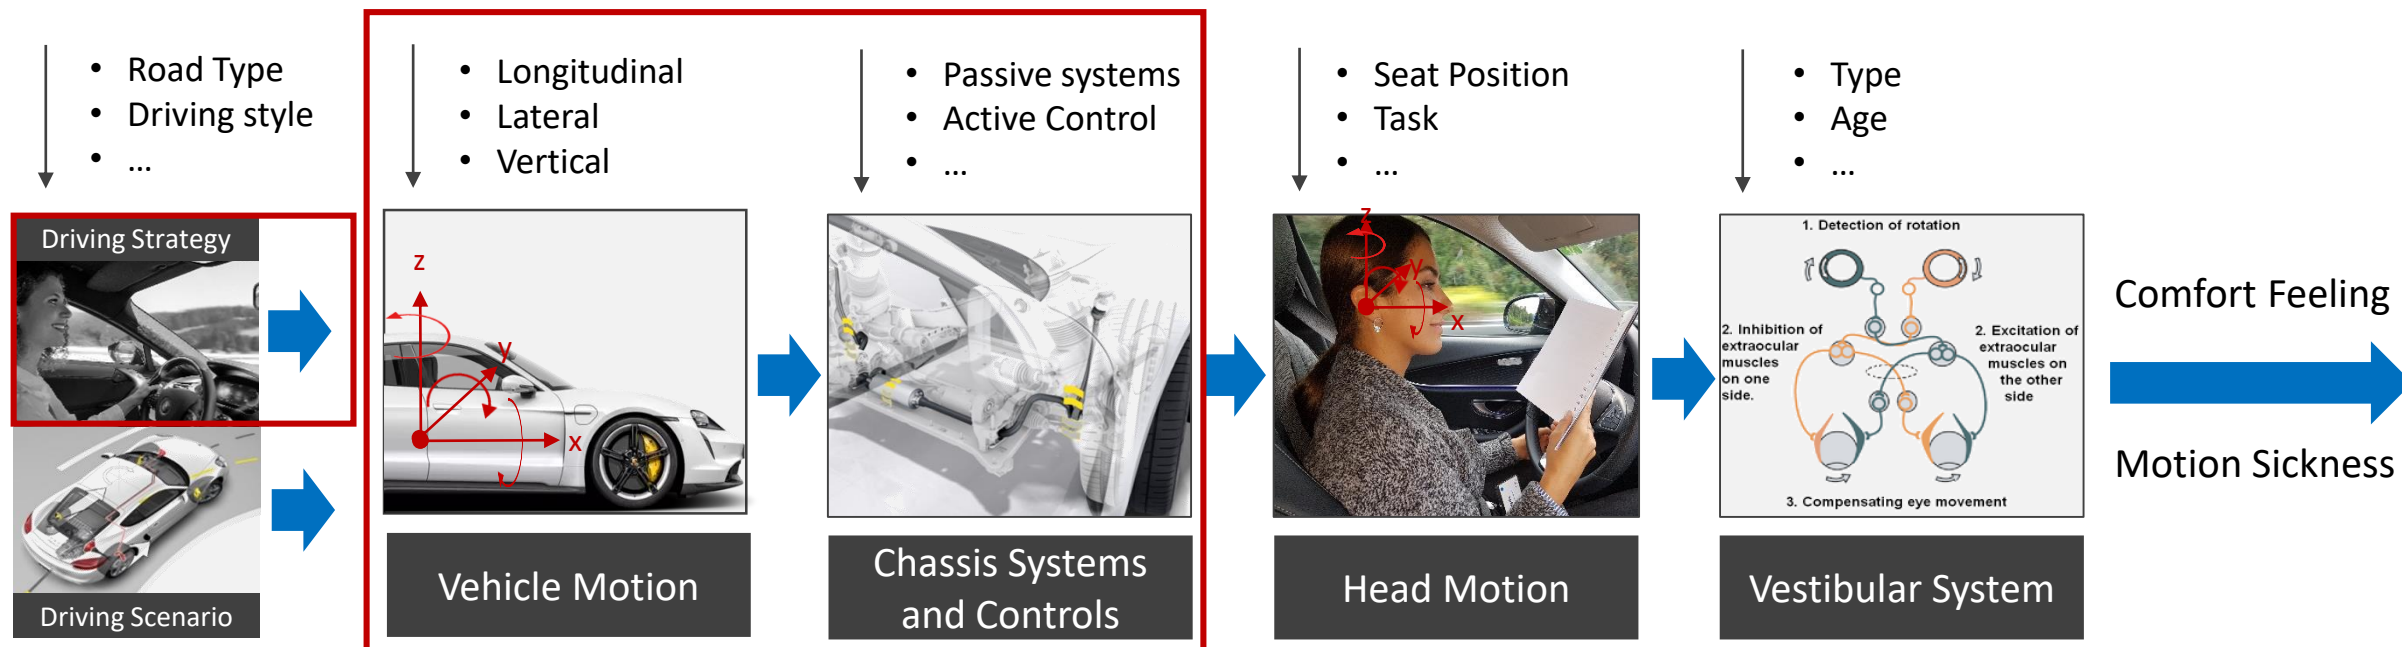 • Road Type
• Driving style
• ...
• Longitudinal
• Lateral
• Vertical
• Passive systems
• Active Control
• ...
• Seat Position
• Task
• ...
• Type
• Age
• ...
Driving Strategy
Driving Scenario
z
y
x
Vehicle Motion
Chassis Systems
and Controls
z
y
x
Head Motion
1. Detection of rotation
2. Inhibition of
extraocular
muscles
on one
side.
2. Excitation of
extraocular
muscles on
the other
side
3. Compensating eye movement
Vestibular System
Comfort Feeling
Motion Sickness